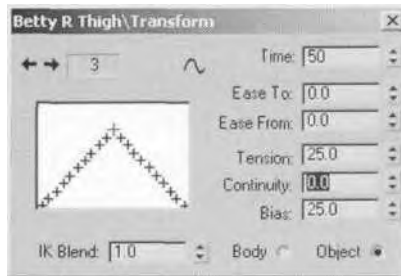 Betty R Thigh\Transform
3
Time: 50
Ease To: 0.0
Ease From: 0.0
Tension: 25.0
Continuity: 0.0
Bias: 25.0
IK Blend: 1.0 Body Object